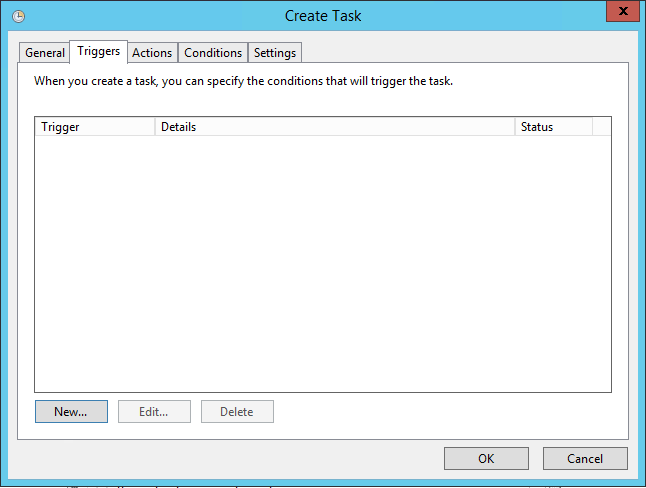 Create Task
General Triggers Actions Conditions Settings
When you create a task, you can specify the conditions that will trigger the task.
Trigger Details Status
New... Edit... Delete
OK Cancel